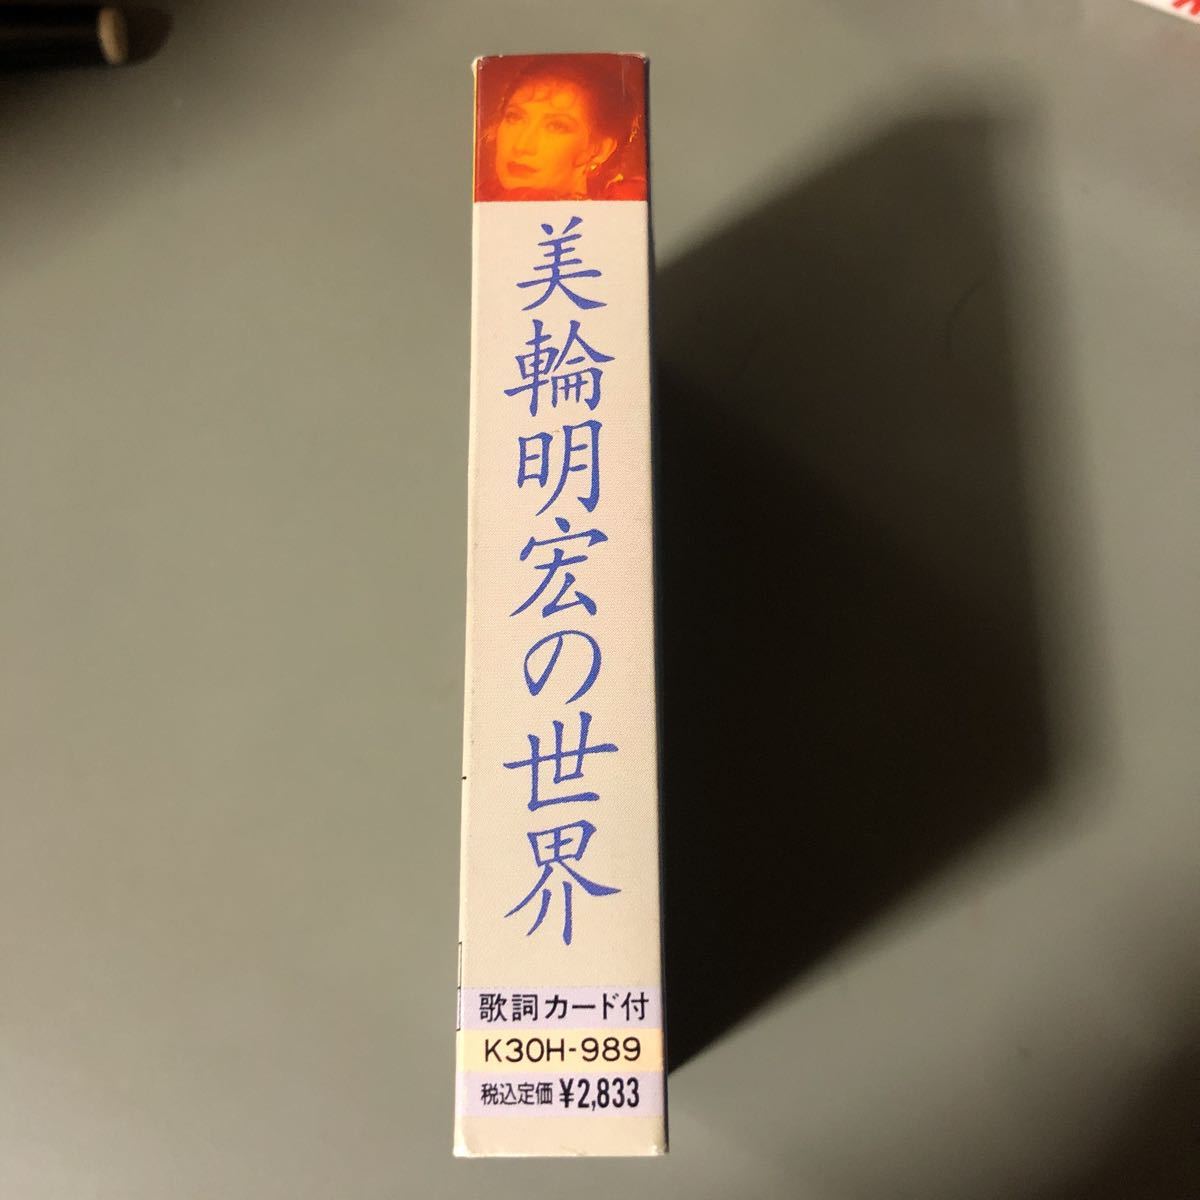 美輪明宏の世界
歌詞カード付
K30H-989
税込定価 ¥2,833